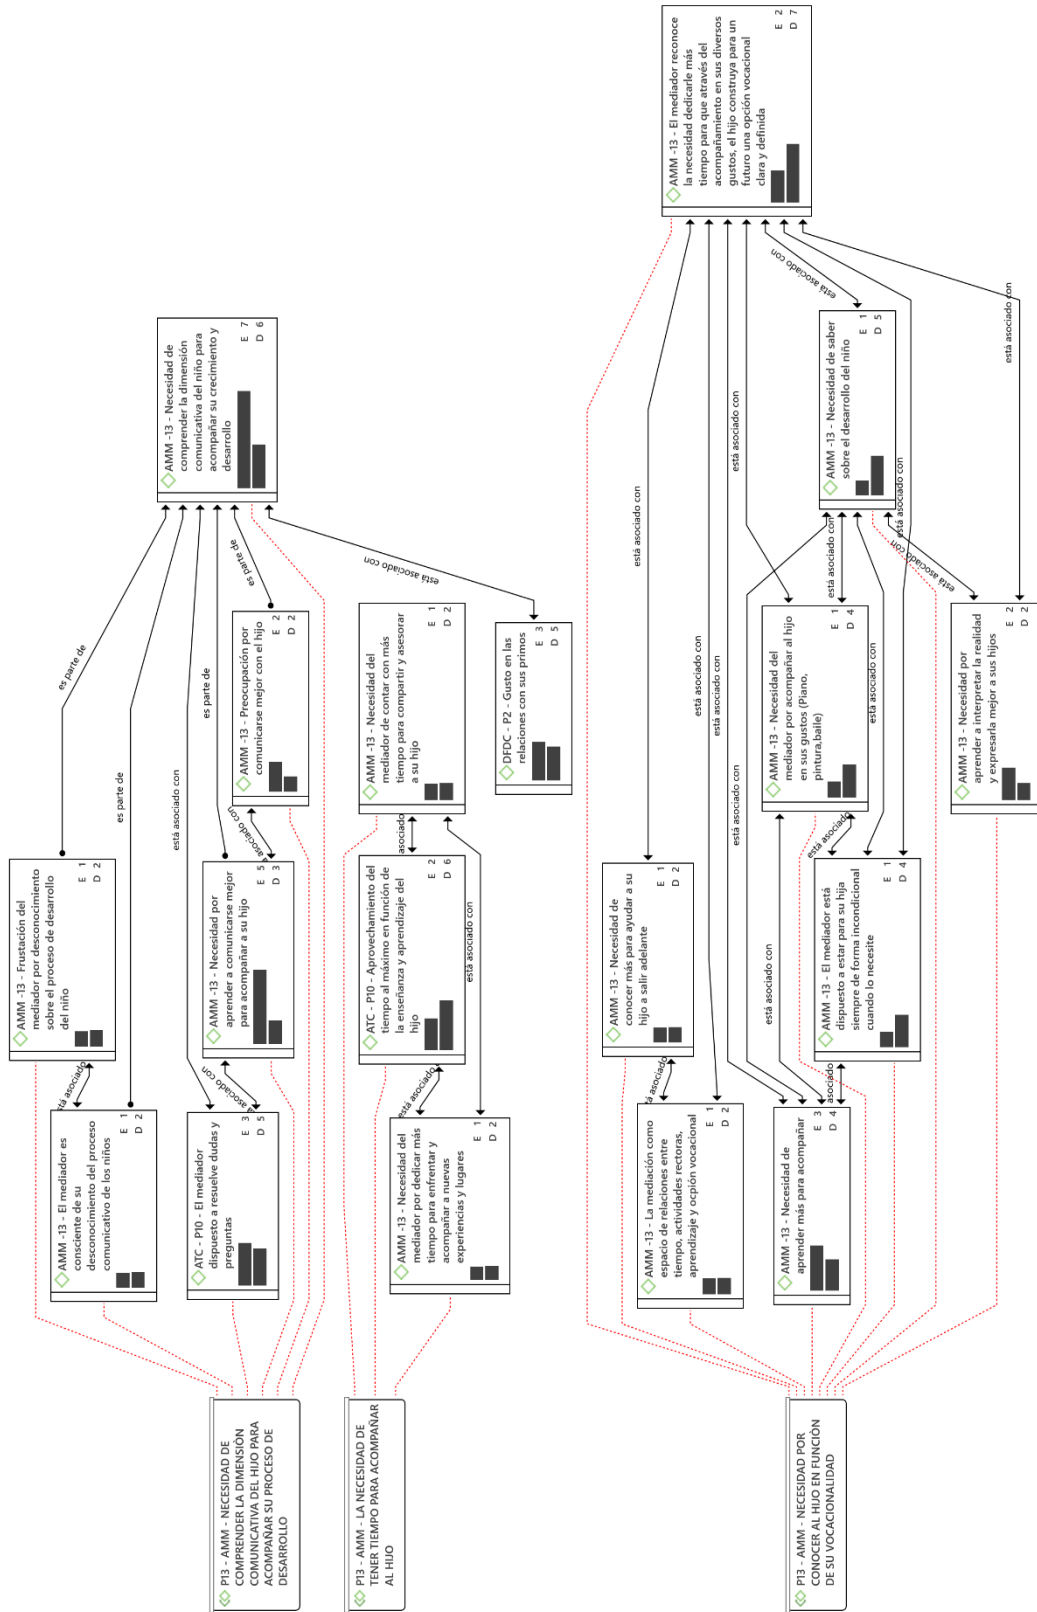 AMM -13 - Frustación del
mediador por desconocimiento
sobre el proceso de desarrollo
del niño
E 1
D 2
AMM -13 - El mediador es
consciente de su
desconocimiento del proceso
comunicativo de los niños
E 1
D 2
AMM -13 - Necesidad de
comprender la dimensión
comunicativa del niño para
acompañar su crecimiento y
desarrollo
E 7
D 6
ATC - P10 - El mediador
dispuesto a resuelve dudas y
preguntas
E 3
D 5
AMM -13 - Necesidad por
aprender a comunicarse mejor
para acompañar a su hijo
E 5
D 3
AMM -13 - Preocupación por
comunicarse mejor con el hijo
E 2
D 2
P13 - AMM - NECESIDAD DE
COMPRENDER LA DIMENSIÒN
COMUNICATIVA DEL HIJO PARA
ACOMPAÑAR SU PROCESO DE
DESARROLLO
es parte de
es parte de
está asociado con
es parte de
es parte de
está asociado con
stá asociado
á asociado con
á asociado con
P13 - AMM - LA NECESIDAD DE
TENER TIEMPO PARA ACOMPAÑAR
AL HIJO
AMM -13 - Necesidad del
mediador por dedicar más
tiempo para enfrentar y
acompañar a nuevas
experiencias y lugares
E 1
D 2
ATC - P10 - Aprovechamiento del
tiempo al máximo en función de
la enseñanza y aprendizaje del
hijo
E 2
D 6
AMM -13 - Necesidad del
mediador de contar con más
tiempo para compartir y asesorar
a su hijo
E 1
D 2
DFDC - P2 - Gusto en las
relaciones con sus primos
E 3
D 5
está asociado
asociado
está asociado con
P13 - AMM - NECESIDAD POR
CONOCER AL HIJO EN FUNCIÓN
DE SU VOCACIONALIDAD
AMM -13 - La mediación como
espacio de relaciones entre
tiempo, actividades rectoras,
aprendizaje y ocpión vocacional
E 1
D 2
AMM -13 - Necesidad de
conocer más para ayudar a su
hijo a salir adelante
E 1
D 2
AMM -13 - El mediador reconoce
la necesidad dedicarle más
tiempo para que através del
acompañamiento en sus diversos
gustos, el hijo construya para un
futuro una opción vocacional
clara y definida
E 2
D 7
AMM -13 - Necesidad de
aprender más para acompañar
E 3
D 4
AMM -13 - El mediador está
dispuesto a estar para su hija
siempre de forma incondicional
cuando lo necesite
E 1
D 4
AMM -13 - Necesidad del
mediador por acompañar al hijo
en sus gustos (Piano,
pintura,baile)
E 1
D 4
AMM -13 - Necesidad de saber
sobre el desarrollo del niño
E 1
D 5
AMM -13 - Necesidad por
aprender a interpretar la realidad
y expresarla mejor a sus hijos
E 2
D 2
tá asociado
está asociado con
está asociado con
está asociado con
está asociado con
está asociado con
está asociado con
está asociado con
está asociado con
está asociado con
está asociado con
está asociado con
está asociado
asociado
está asociado con